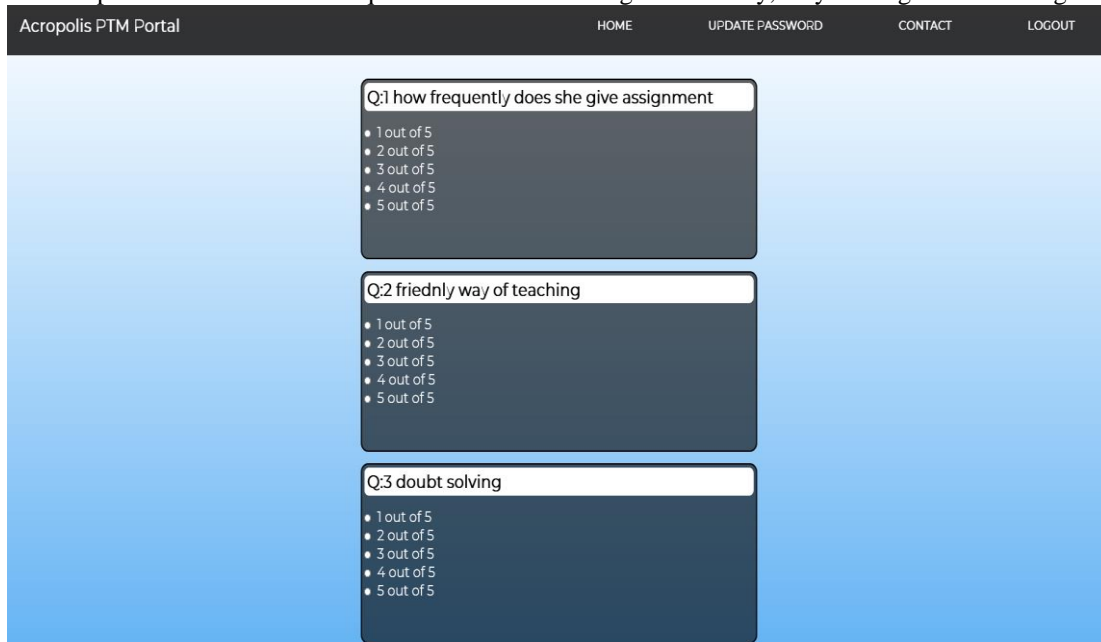 Acropolis PTM Portal HOME UPDATE PASSWORD CONTACT LOGOUT
Q:1 how frequently does she give assignment
1 out of 5
2 out of 5
3 out of 5
4 out of 5
5 out of 5
Q:2 friednly way of teaching
1 out of 5
2 out of 5
3 out of 5
4 out of 5
5 out of 5
Q:3 doubt solving
1 out of 5
2 out of 5
3 out of 5
4 out of 5
5 out of 5